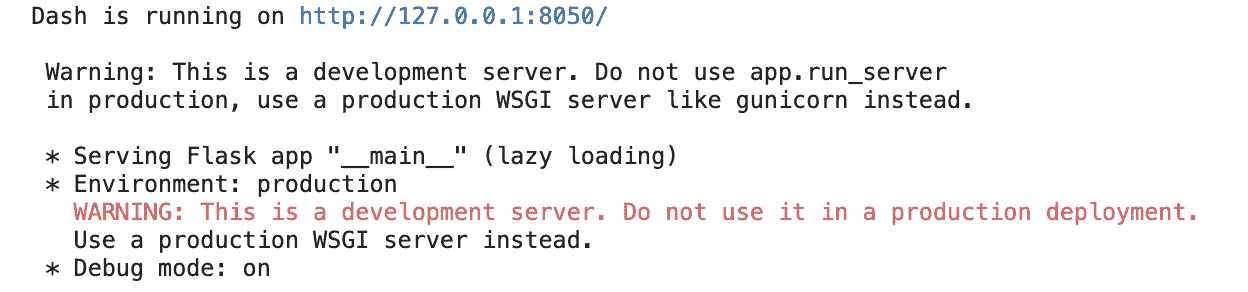 Dash is running on http://127.0.0.1:8050/
Warning: This is a development server. Do not use app.run_server
in production, use a production WSGI server like gunicorn instead.
* Serving Flask app "__main__" (lazy loading)
* Environment: production
WARNING: This is a development server. Do not use it in a production deployment.
Use a production WSGI server instead.
* Debug mode: on